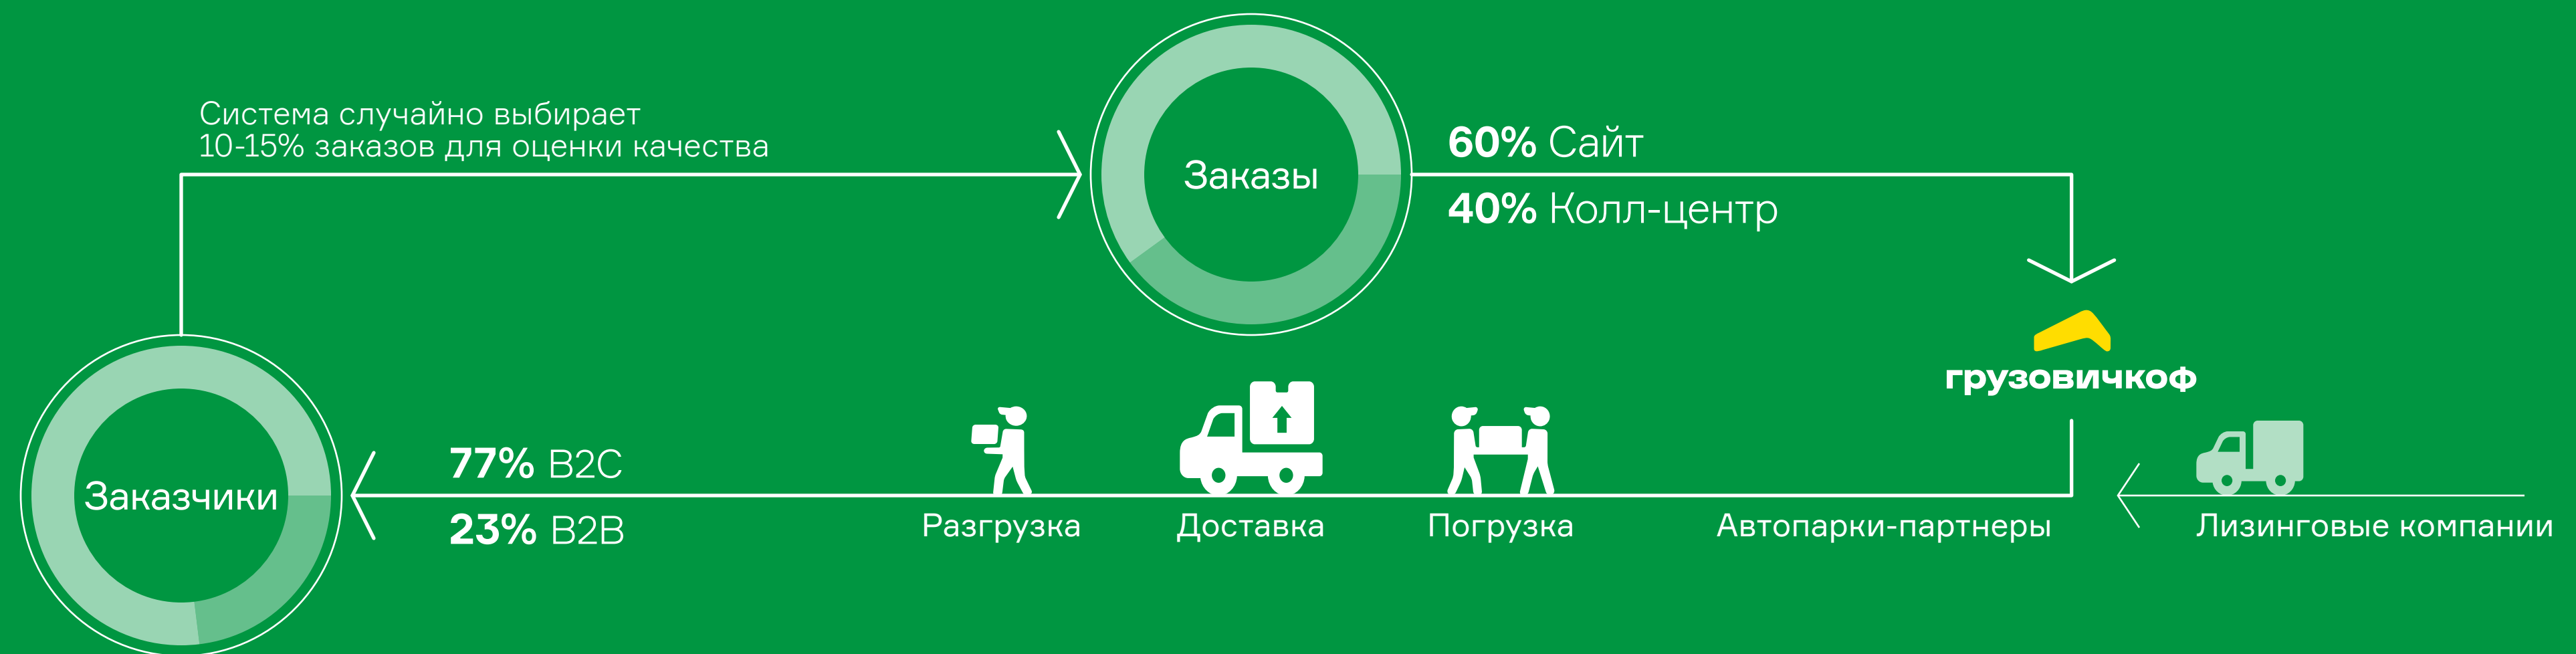 Система случайно выбирает
10-15% заказов для оценки качества
Заказы
60% Сайт
40% Колл-центр
грузовичкоф
Заказчики
77% B2C
23% B2B
Разгрузка
Доставка
Погрузка
Автопарки-партнеры
Лизинговые компании